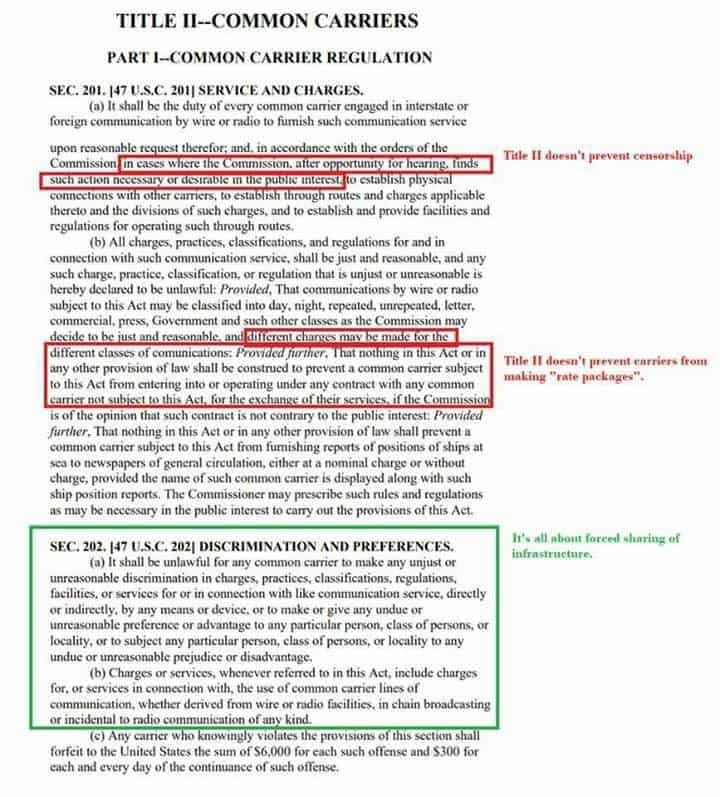 TITLE II--COMMON CARRIERS
PART I--COMMON CARRIER REGULATION
SEC. 201. [47 U.S.C. 201] SERVICE AND CHARGES.
(a) It shall be the duty of every common carrier engaged in interstate or
foreign communication by wire or radio to furnish such communication service
upon reasonable request therefor; and, in accordance with the orders of the
Commission, in cases where the Commission, after opportunity for hearing, finds
Title II doesn't prevent censorship
such action necessary or desirable in the public interest, to establish physical
connections with other carriers, to establish through routes and charges applicable
thereto and the divisions of such charges, and to establish and provide facilities and
regulations for operating such through routes.
(b) All charges, practices, classifications, and regulations for and in
connection with such communication service, shall be just and reasonable, and any
such charge, practice, classification, or regulation that is unjust or unreasonable is
hereby declared to be unlawful: Provided, That communications by wire or radio
subject to this Act may be classified into day, night, repeated, unrepeated, letter,
commercial, press, Government and such other classes as the Commission may
decide to be just and reasonable, and different charges may be made for the
different classes of comunications: Provided further, That nothing in this Act or in
any other provision of law shall be construed to prevent a common carrier subject
to this Act from entering into or operating under any contract with any common
carrier not subject to this Act, for the exchange of their services, if the Commission
Title II doesn't prevent carriers from
making "rate packages".
is of the opinion that such contract is not contrary to the public interest: Provided
further, That nothing in this Act or in any other provision of law shall prevent a
common carrier subject to this Act from furnishing reports of positions of ships at
sea to newspapers of general circulation, either at a nominal charge or without
charge, provided the name of such common carrier is displayed along with such
ship position reports. The Commissioner may prescribe such rules and regulations
as may be necessary in the public interest to carry out the provisions of this Act.
SEC. 202. [47 U.S.C. 202] DISCRIMINATION AND PREFERENCES.
It's all about forced sharing of
infrastructure.
(a) It shall be unlawful for any common carrier to make any unjust or
unreasonable discrimination in charges, practices, classifications, regulations,
facilities, or services for or in connection with like communication service, directly
or indirectly, by any means or device, or to make or give any undue or
unreasonable preference or advantage to any particular person, class of persons, or
locality, or to subject any particular person, class of persons, or locality to any
undue or unreasonable prejudice or disadvantage.
(b) Charges or services, whenever referred to in this Act, include charges
for, or services in connection with, the use of common carrier lines of
communication, whether derived from wire or radio facilities, in chain broadcasting
or incidental to radio communication of any kind.
(c) Any carrier who knowingly violates the provisions of this section shall
forfeit to the United States the sum of $6,000 for each such offense and $300 for
each and every day of the continuance of such offense.